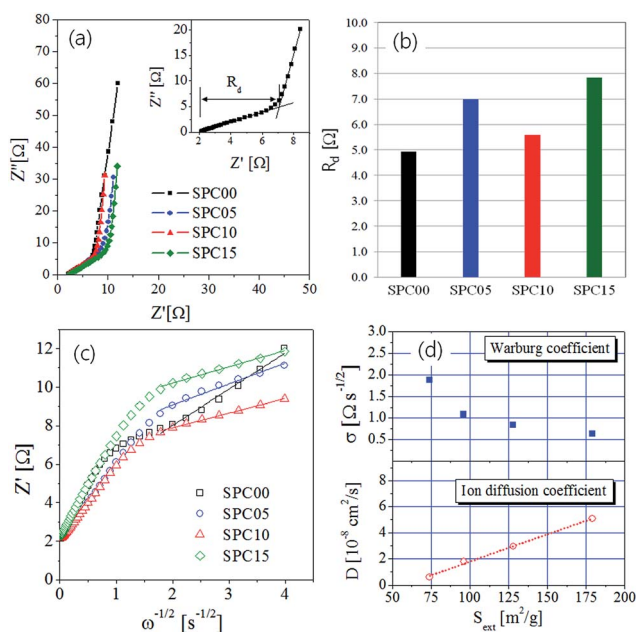 (a)
80
70
60
50
40
30
20
10
0
Z"[Ω]
0 10 20 30 40 50
Z'[Ω]
SPC00
SPC05
SPC10
SPC15
25
20
15
10
5
0
Z" [Ω]
R_d
0 2 4 6 8
Z' [Ω]
(b)
10.0
9.0
8.0
7.0
6.0
5.0
4.0
3.0
2.0
1.0
0.0
R_d [Ω]
SPC00 SPC05 SPC10 SPC15
(c)
12
10
8
6
4
2
0
Z' [Ω]
0 1 2 3 4
ω^-1/2 [s^-1/2]
SPC00
SPC05
SPC10
SPC15
(d)
3.0
2.5
2.0
1.5
1.0
0.5
σ [Ω s^-1/2]
Warburg coefficient
8
6
4
2
0
D [10^-8 cm²/s]
Ion diffusion coefficient
50 75 100 125 150 175 200
S_ext [m²/g]